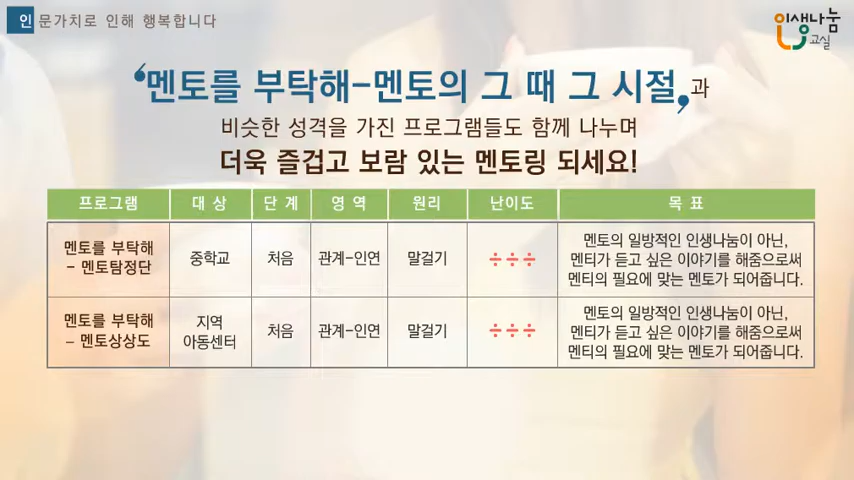 인문가치로 인해 행복합니다
인생나눔
교실
‘멘토를 부탁해-멘토의 그 때 그 시절’과
비슷한 성격을 가진 프로그램들도 함께 나누며
더욱 즐겁고 보람 있는 멘토링 되세요!
프로그램 대 상 단 계 영 역 원리 난이도 목 표
멘토를 부탁해
- 멘토탐정단
중학교
처음
관계-인연
말걸기
÷÷÷
멘토의 일방적인 인생나눔이 아닌,
멘티가 듣고 싶은 이야기를 해줌으로써
멘티의 필요에 맞는 멘토가 되어줍니다.
멘토를 부탁해
- 멘토상상도
지역
아동센터
처음
관계-인연
말걸기
÷÷÷
멘토의 일방적인 인생나눔이 아닌,
멘티가 듣고 싶은 이야기를 해줌으로써
멘티의 필요에 맞는 멘토가 되어줍니다.